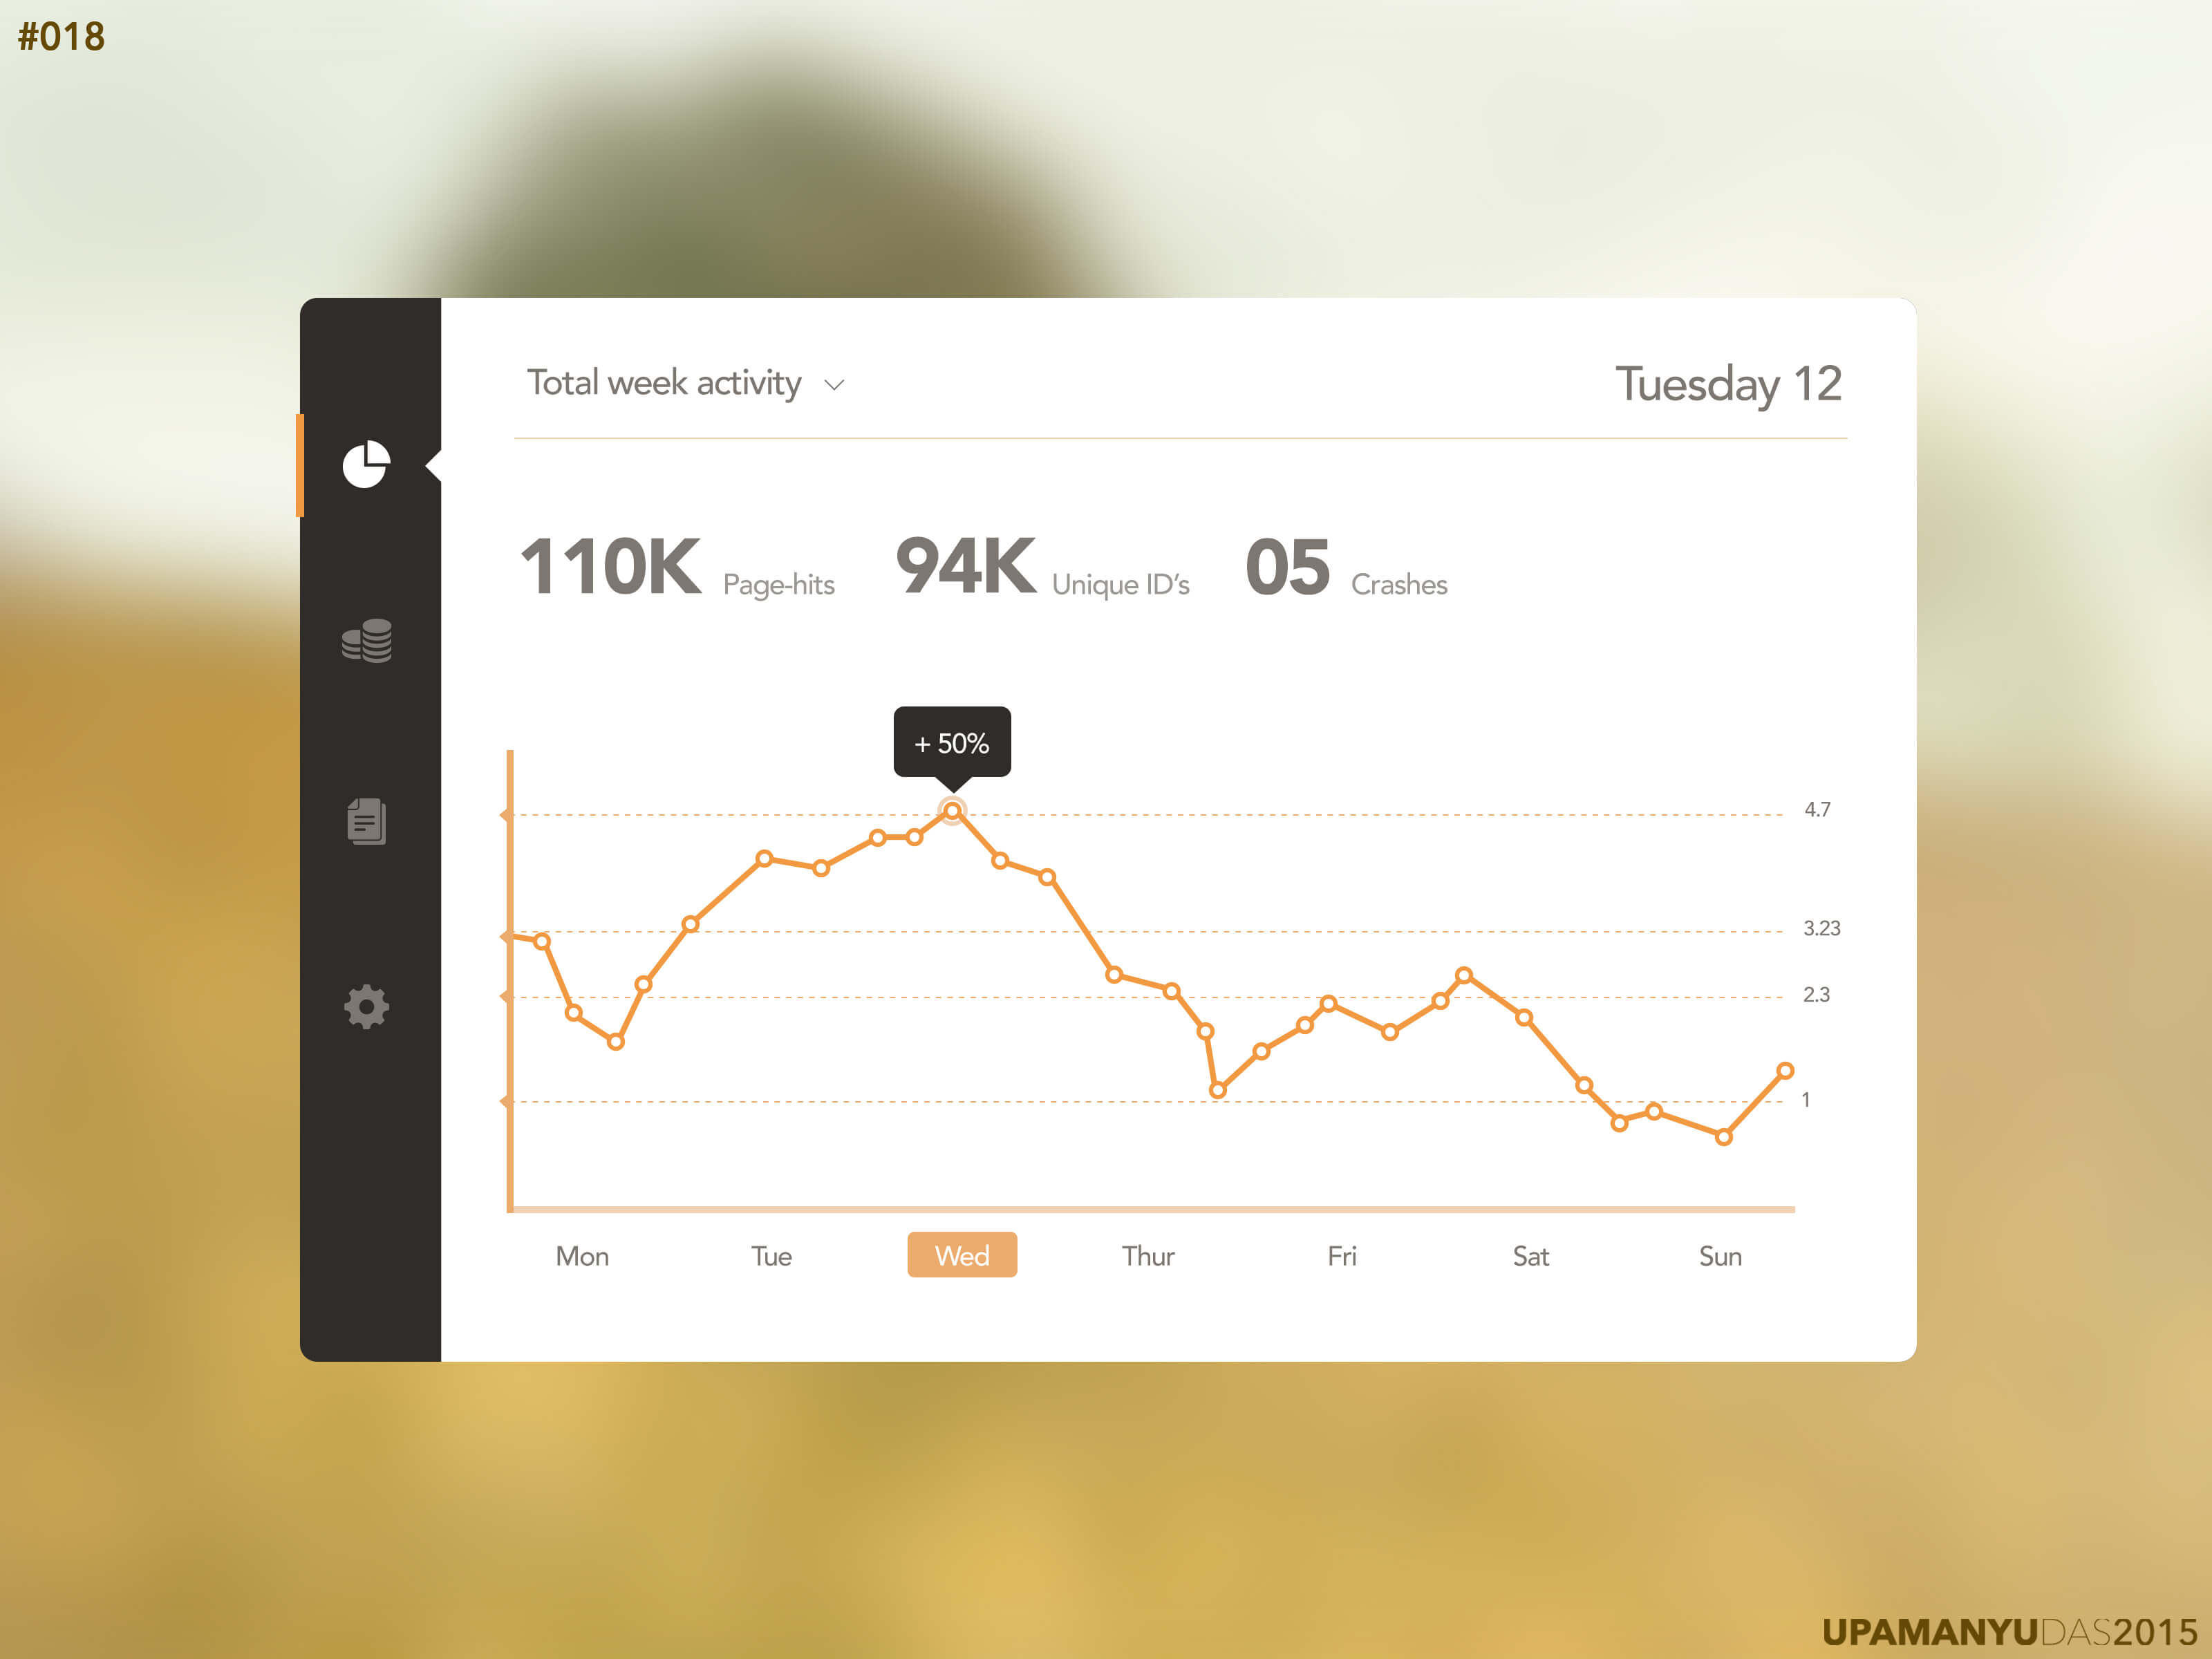 #018
Total week activity
Tuesday 12
110K Page-hits
94K Unique ID's
05 Crashes
+ 50%
4.7
3.23
2.3
1
Mon Tue Wed Thur Fri Sat Sun
UPAMANYUDAS2015